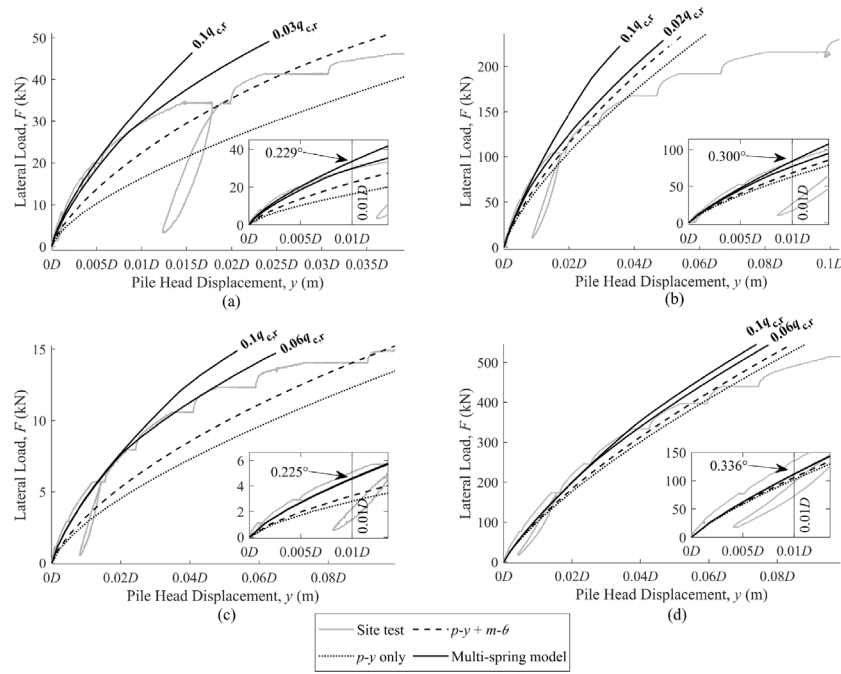 50
40
30
20
10
0
Lateral Load, F (kN)
0.1q c,r
0.03q c,r
0D 0.005D 0.01D 0.015D 0.02D 0.025D 0.03D 0.035D
Pile Head Displacement, y (m)
(a)
40
20
0
0.229°
0.01D
0D 0.005D 0.01D
200
150
100
50
0
Lateral Load, F (kN)
0.1q c,r
0.02q c,r
0D 0.02D 0.04D 0.06D 0.08D 0.1D
Pile Head Displacement, y (m)
(b)
100
50
0
0.300°
0.01D
0D 0.005D 0.01D
15
10
5
0
Lateral Load, F (kN)
0.1q c,r
0.06q c,r
0D 0.02D 0.04D 0.06D 0.08D
Pile Head Displacement, y (m)
(c)
6
4
2
0
0.225°
0.01D
0D 0.005D 0.01D
500
400
300
200
100
0
Lateral Load, F (kN)
0.1q c,r
0.06q c,r
0D 0.02D 0.04D 0.06D 0.08D
Pile Head Displacement, y (m)
(d)
150
100
50
0
0.336°
0.01D
0D 0.005D 0.01D
Site test p-y + m-θ
p-y only Multi-spring model